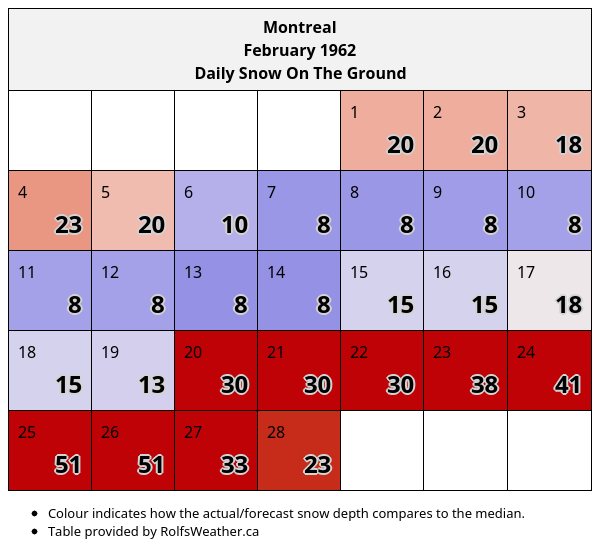 Montreal
February 1962
Daily Snow On The Ground
1 2 3
20 20 18
4 5 6 7 8 9 10
23 20 10 8 8 8 8
11 12 13 14 15 16 17
8 8 8 8 15 15 18
18 19 20 21 22 23 24
15 13 30 30 30 38 41
25 26 27 28
51 51 33 23
• Colour indicates how the actual/forecast snow depth compares to the median.
• Table provided by RolfsWeather.ca